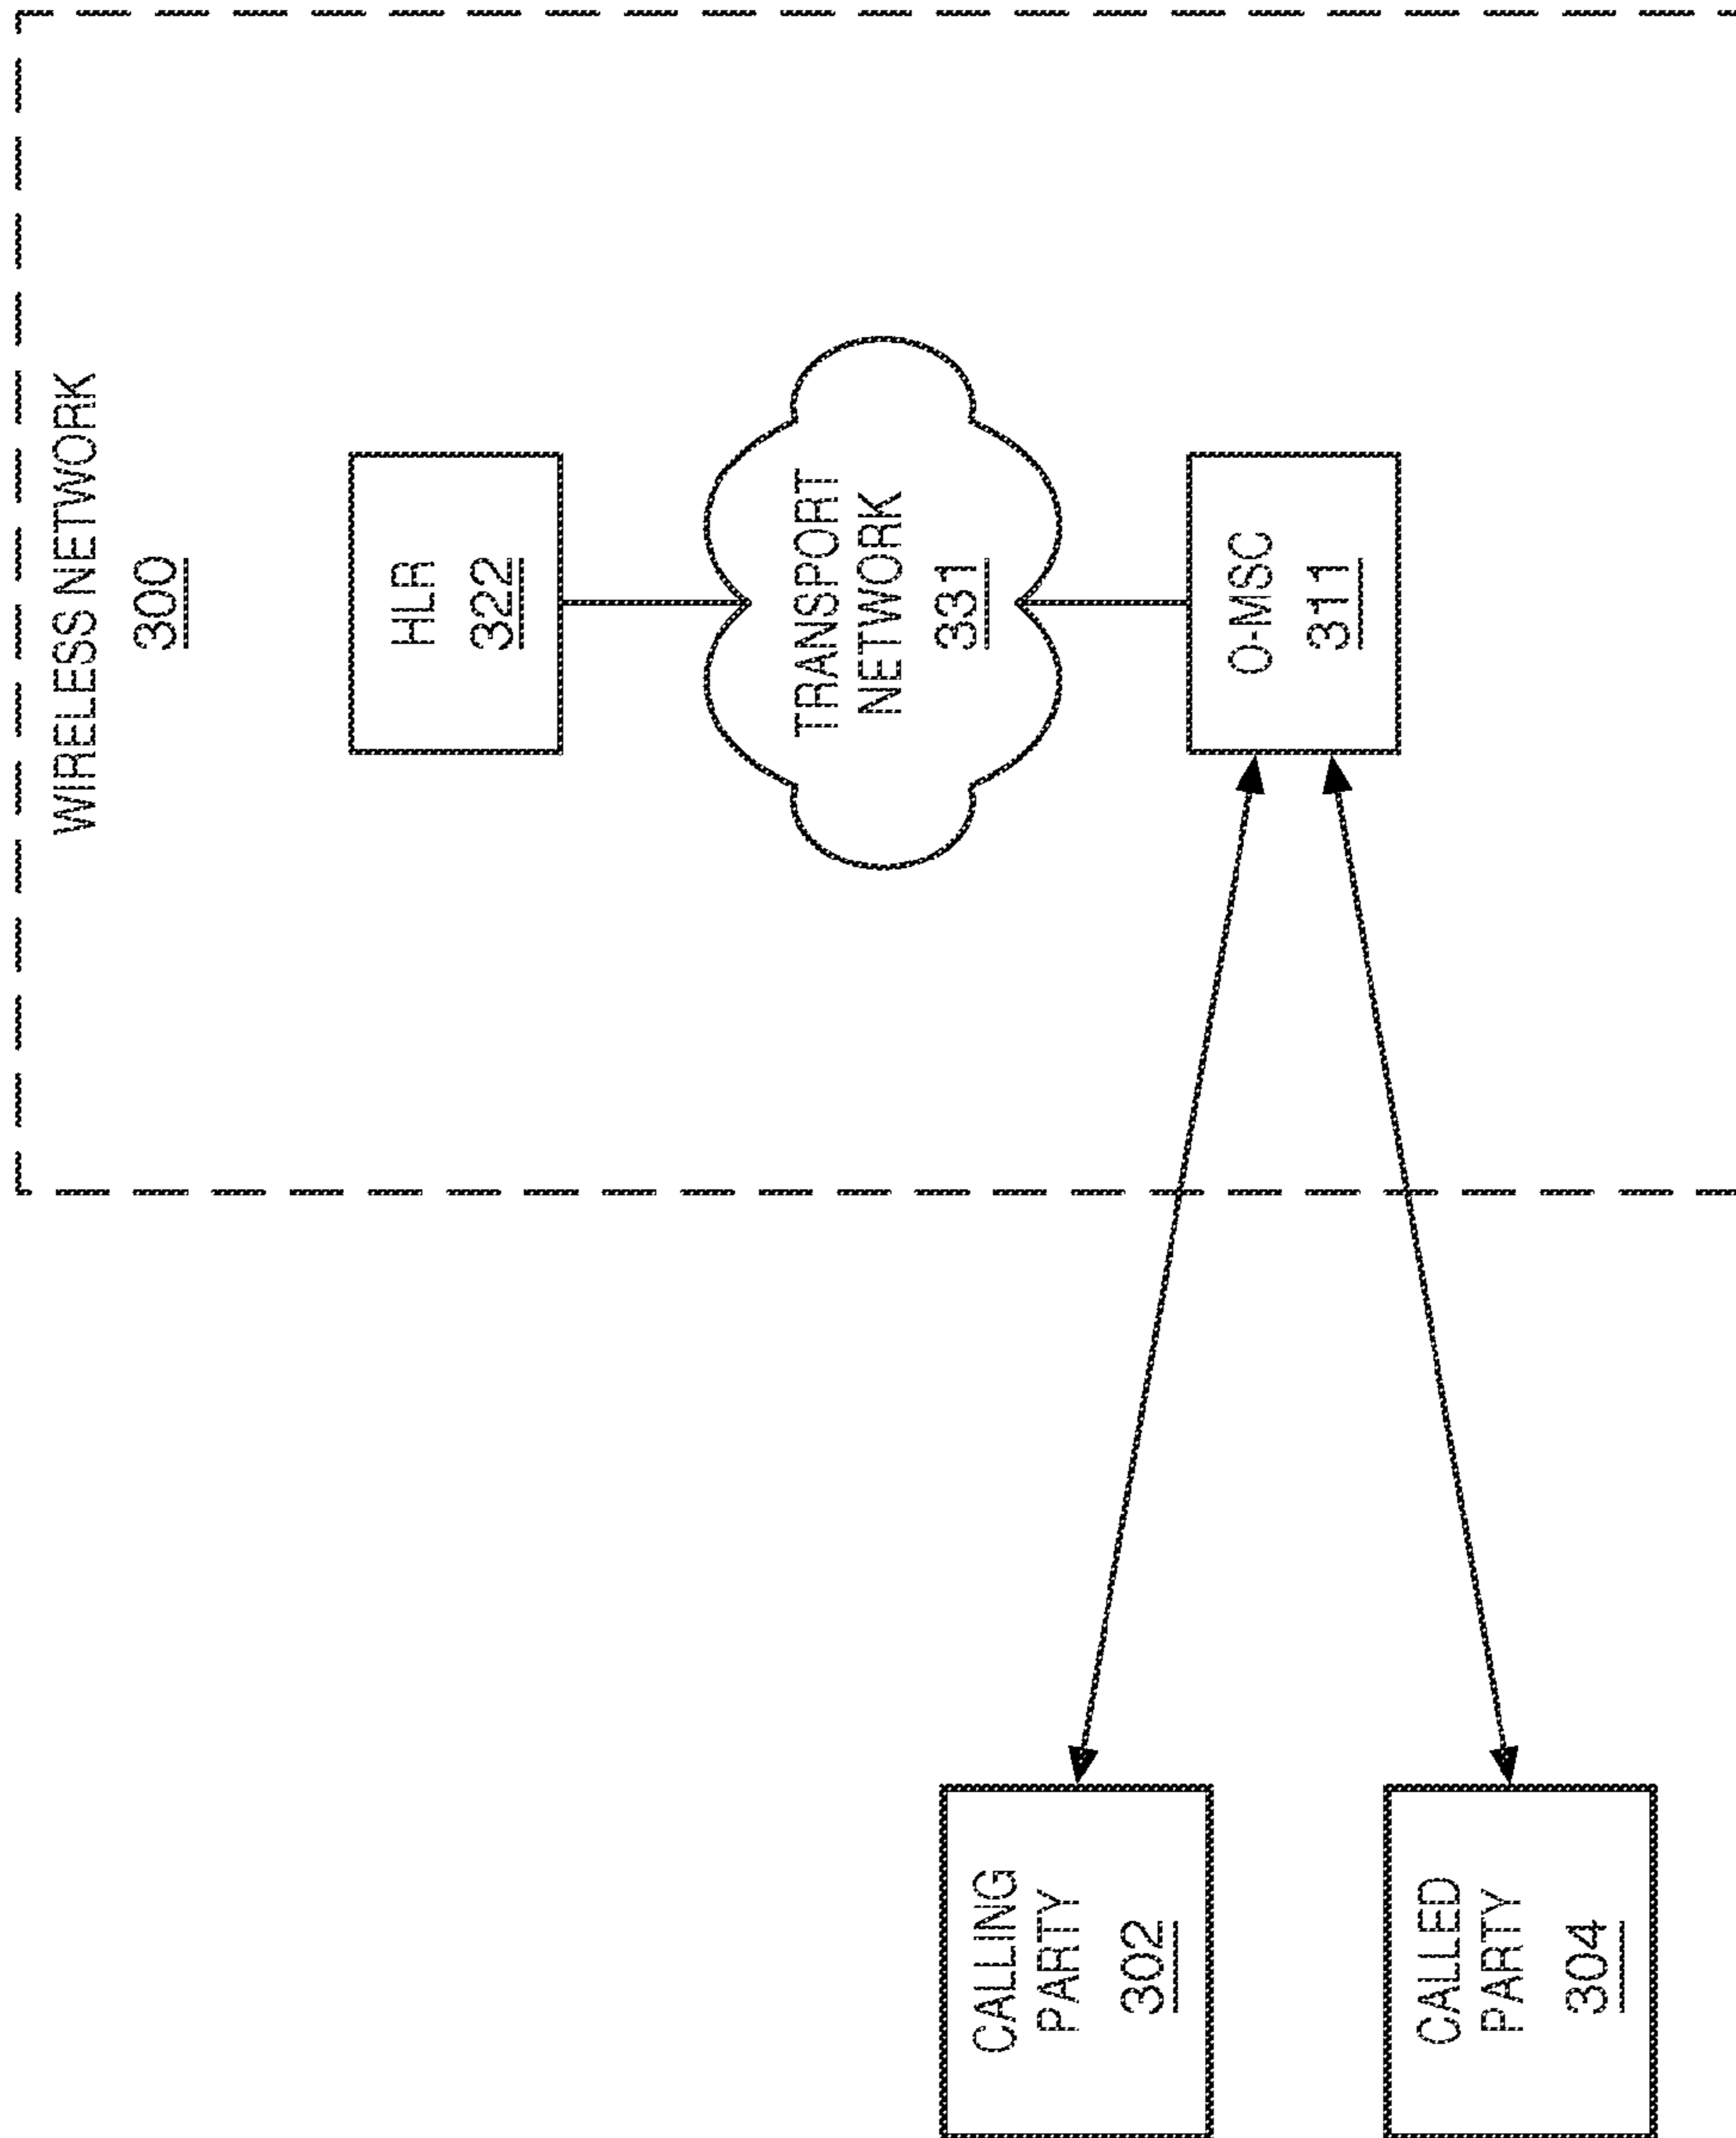 WIRELESS NETWORK
300
HLR
322
TRANSPORT
NETWORK
331
O-MSC
311
CALLING
PARTY
302
CALLED
PARTY
304